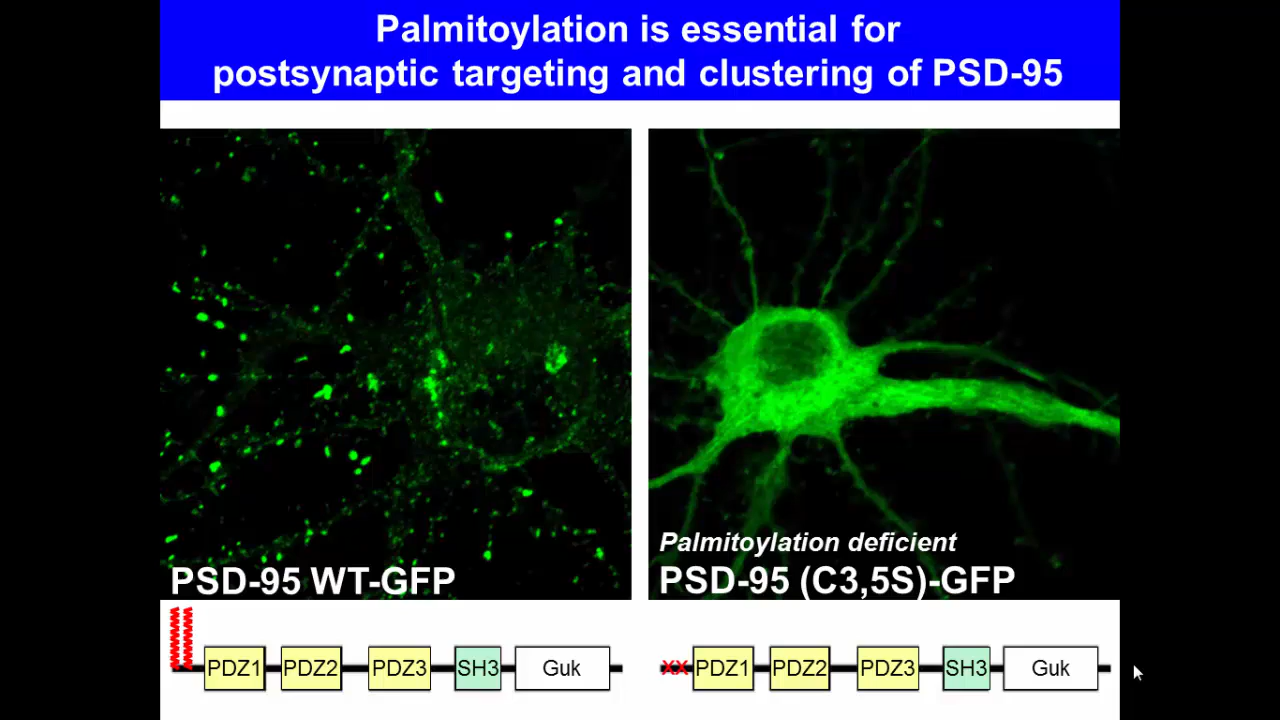 Palmitoylation is essential for
postsynaptic targeting and clustering of PSD-95
PSD-95 WT-GFP
Palmitoylation deficient
PSD-95 (C3,5S)-GFP
PDZ1 PDZ2 PDZ3 SH3 Guk
XX PDZ1 PDZ2 PDZ3 SH3 Guk